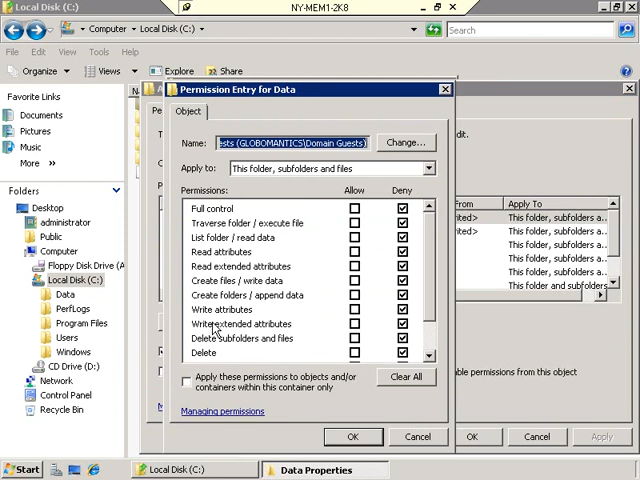 Local Disk (C:)
NY-MEM1-2K8
Computer
Local Disk (C:)
Search
File
Edit
View
Tools
Help
Organize
Views
Explore
Share
Favorite Links
Documents
Pictures
Music
More »
Folders
Desktop
administrator
Public
Computer
Floppy Disk Drive (A
Local Disk (C:)
Data
PerfLogs
Program Files
Users
Windows
CD Drive (D:)
Network
Control Panel
Recycle Bin
Permission Entry for Data
Object
Name:
ests (GLOBOMANTICS\Domain Guests)
Change...
Apply to:
This folder, subfolders and files
Permissions:
Allow
Deny
Full control
Traverse folder / execute file
List folder / read data
Read attributes
Read extended attributes
Create files / write data
Create folders / append data
Write attributes
Write extended attributes
Delete subfolders and files
Delete
Apply these permissions to objects and/or
containers within this container only
Clear All
Managing permissions
OK
Cancel
edit.
From
Apply To
ited>
This folder, subfolders a...
ited>
This folder, subfolders a...
This folder, subfolders a...
This folder, subfolders a...
This folder, subfolders a...
This folder and subfolders
able permissions from this object
OK
Cancel
Apply
Start
Local Disk (C:)
Data Properties